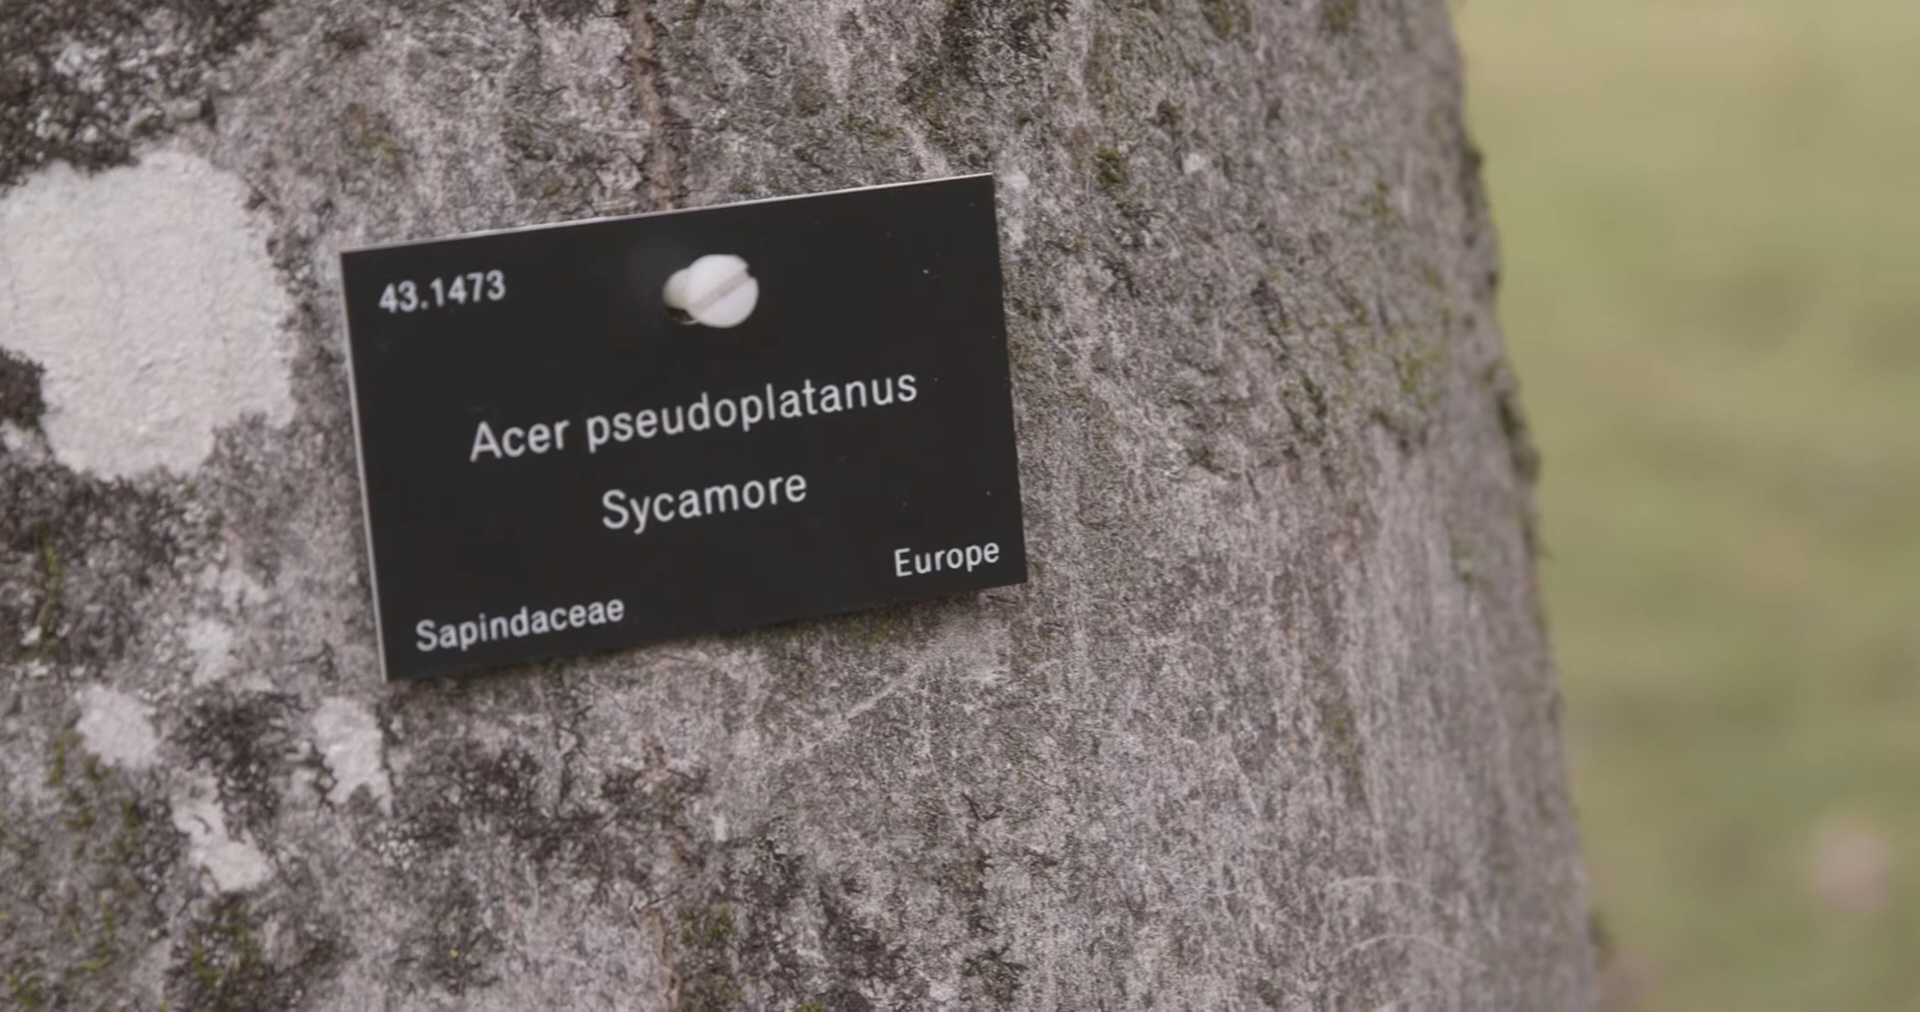 43.1473
Acer pseudoplatanus
Sycamore
Europe
Sapindaceae